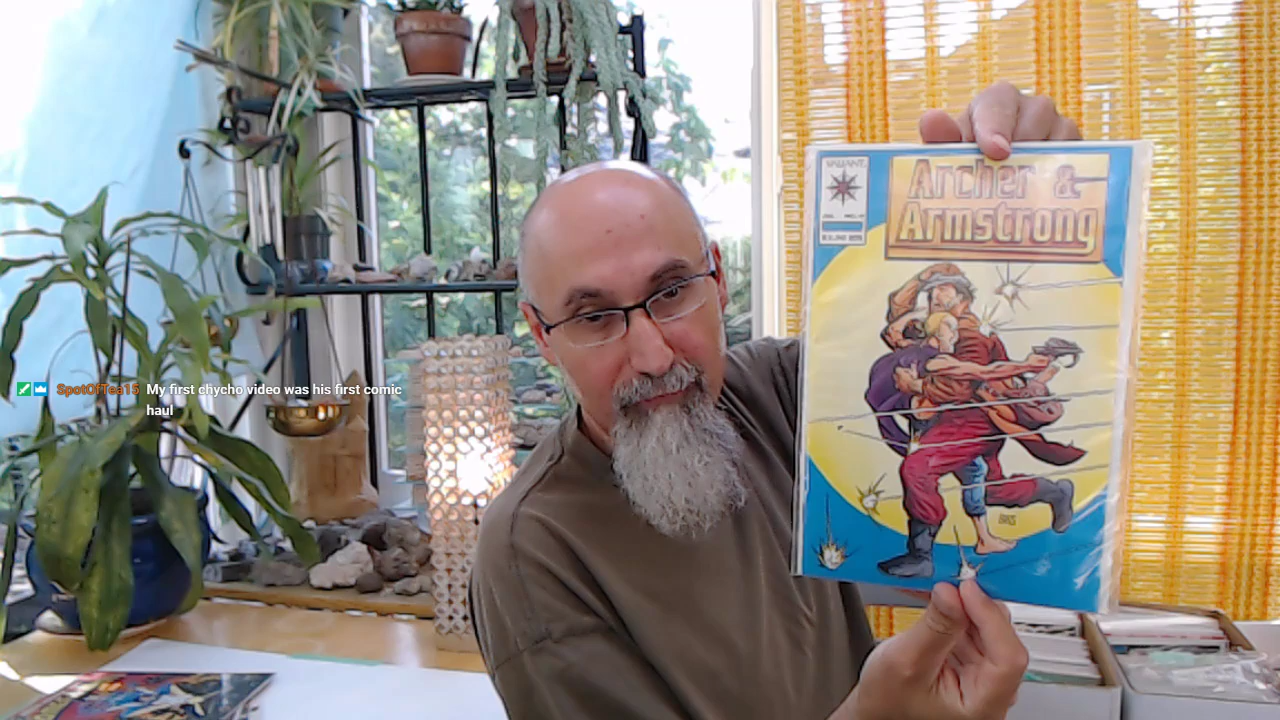 VALIANT
Archer &
Armstrong
SpotOfTea15 My first chycho video was his first comic
haul